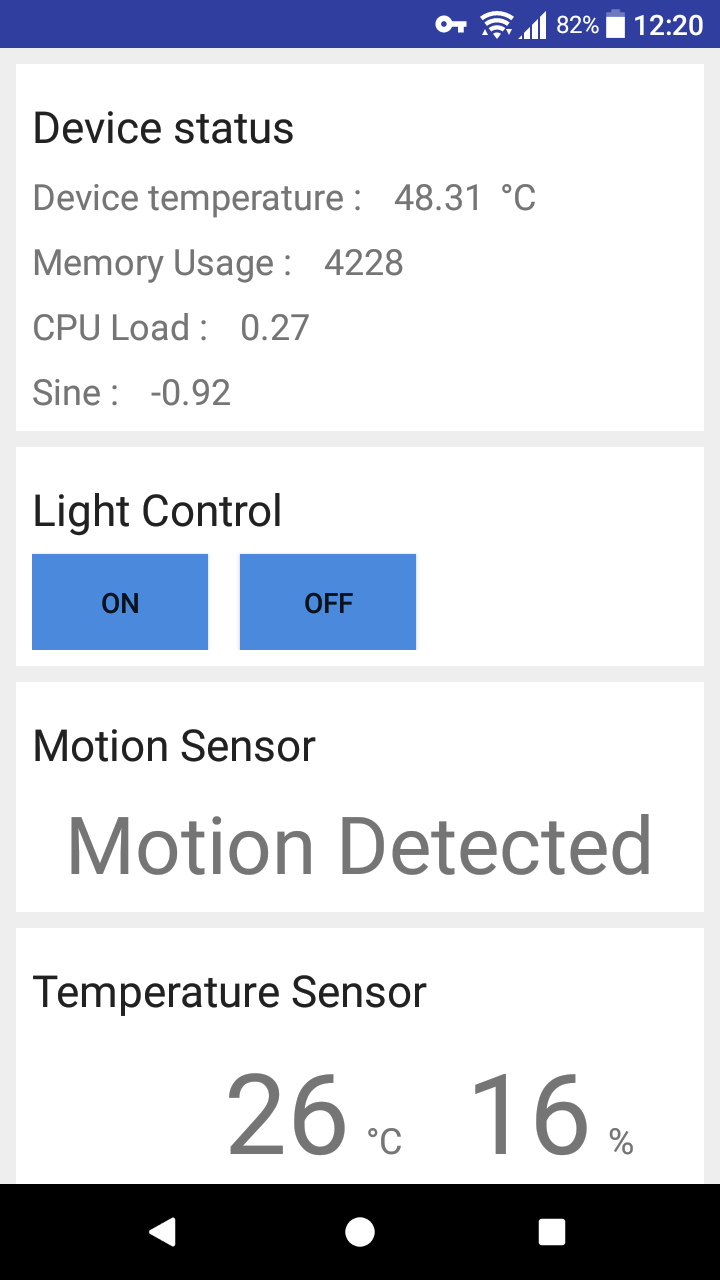 82% 12:20
Device status
Device temperature : 48.31 °C
Memory Usage : 4228
CPU Load : 0.27
Sine : -0.92
Light Control
ON OFF
Motion Sensor
Motion Detected
Temperature Sensor
26 °C 16 %